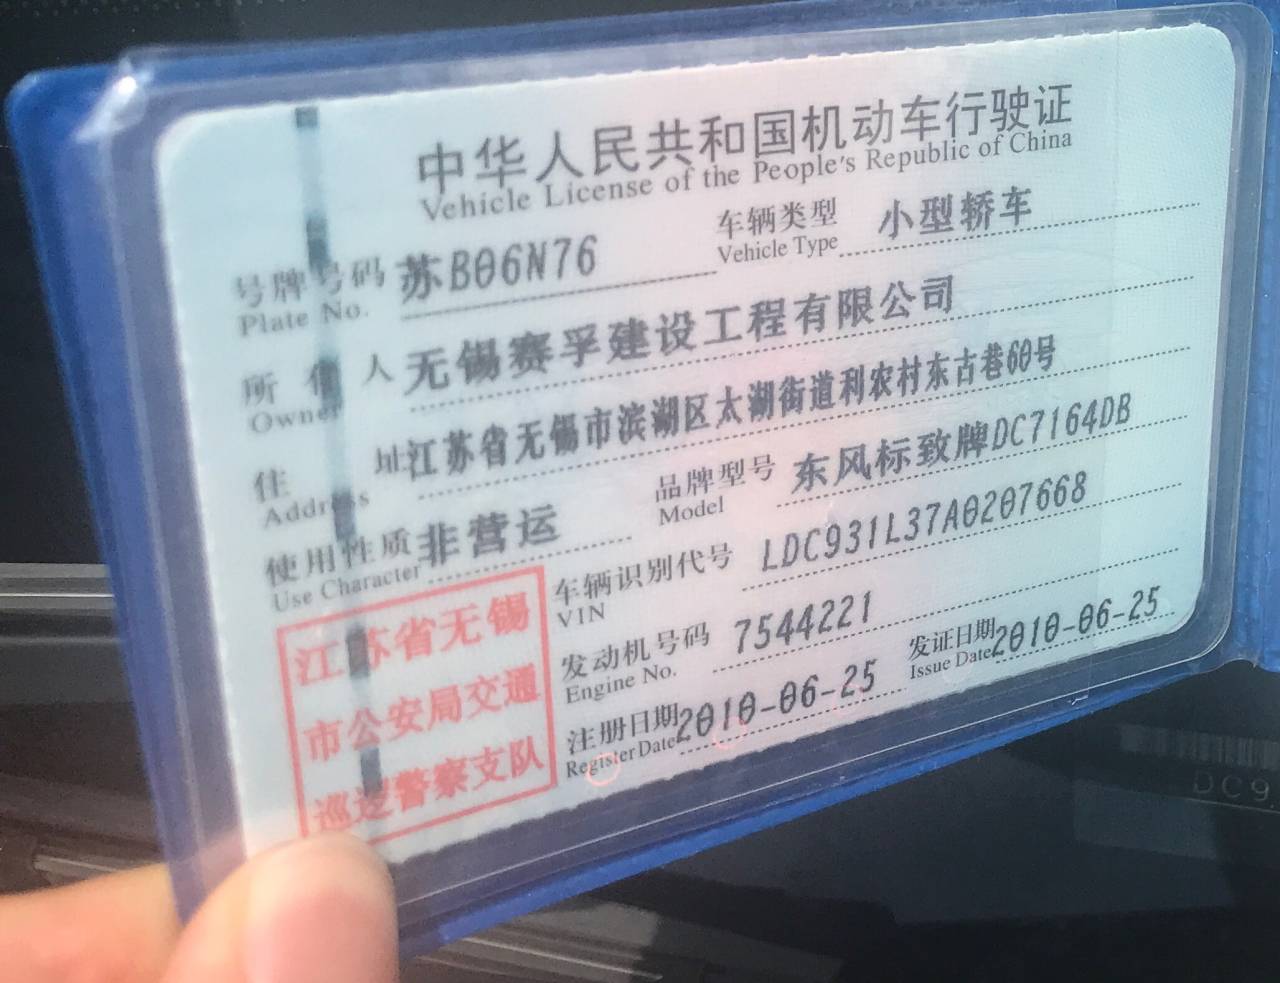 中华人民共和国机动车行驶证
Vehicle License of the People's Republic of China
号牌号码 苏B06N76 车辆类型 小型轿车
Plate No. Vehicle Type
所有人 无锡赛孚建设工程有限公司
Owner
住址 江苏省无锡市滨湖区太湖街道利农村东古巷60号
Address
使用性质 非营运 品牌型号 东风标致牌DC7164DB
Use Character Model
车辆识别代号 LDC931L37A0207668
VIN
发动机号码 7544221
Engine No.
注册日期 2010-06-25 发证日期 2010-06-25
Register Date Issue Date
江苏省无锡
市公安局交通
巡逻警察支队
DC9